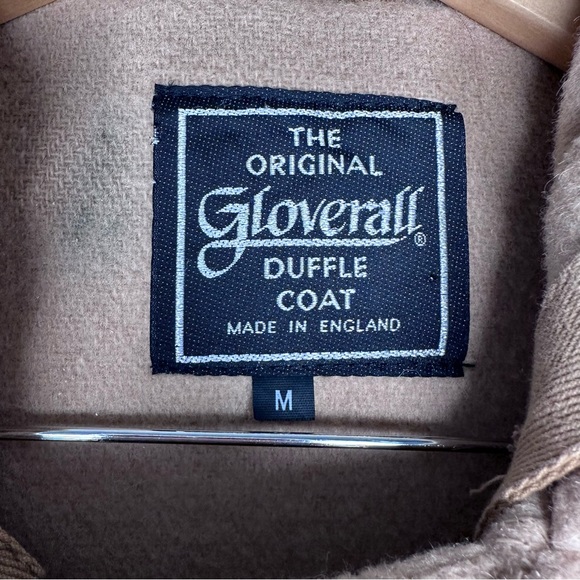 THE
ORIGINAL
Gloverall®
DUFFLE
COAT
MADE IN ENGLAND
M